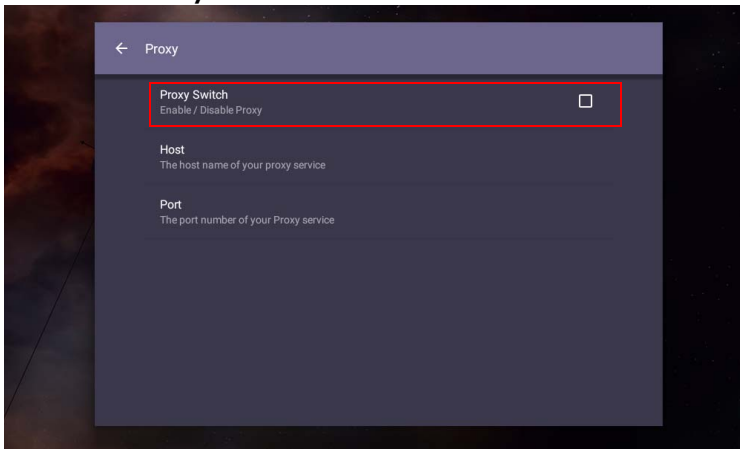 Proxy
Proxy Switch
Enable / Disable Proxy
Host
The host name of your proxy service
Port
The port number of your Proxy service